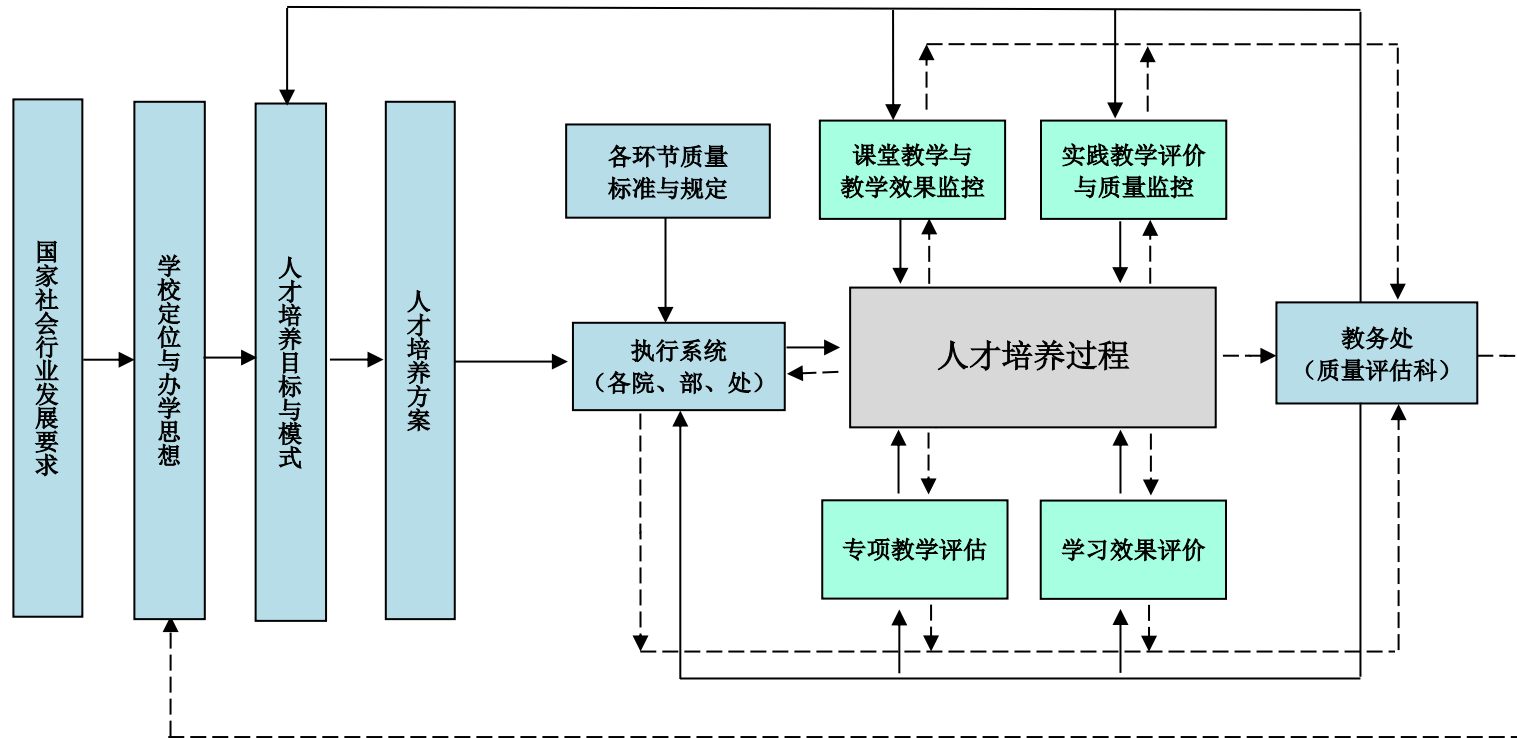 国家社会行业发展要求
学校定位与办学思想
人才培养目标与模式
人才培养方案
各环节质量
标准与规定
执行系统
（各院、部、处）
课堂教学与
教学效果监控
实践教学评价
与质量监控
人才培养过程
教务处
（质量评估科）
专项教学评估
学习效果评价